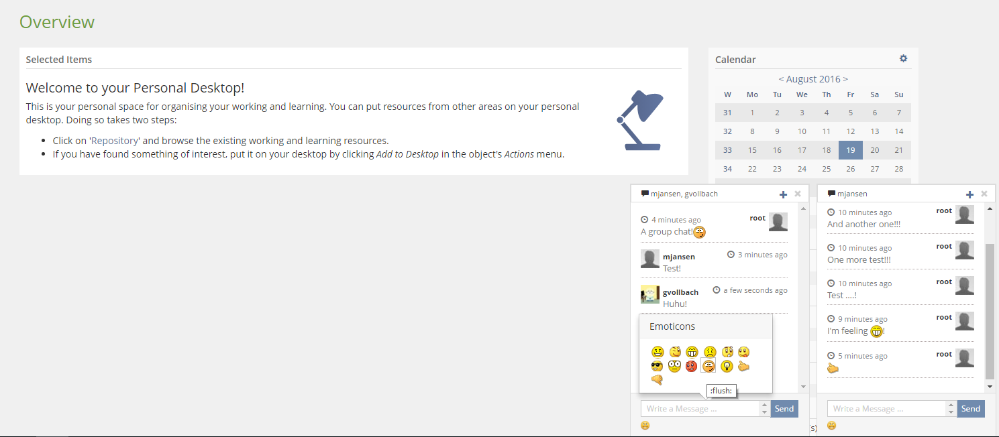 Overview
Selected Items
Welcome to your Personal Desktop!
This is your personal space for organising your working and learning. You can put resources from other areas on your personal
desktop. Doing so takes two steps:
Click on 'Repository' and browse the existing working and learning resources.
If you have found something of interest, put it on your desktop by clicking Add to Desktop in the object's Actions menu.
Calendar
< August 2016 >
W Mo Tu We Th Fr Sa Su
31 1 2 3 4 5 6 7
32 8 9 10 11 12 13 14
33 15 16 17 18 19 20 21
34 22 23 24 25 26 27 28
mjansen, gvollbach
4 minutes ago root
A group chat!
mjansen 3 minutes ago
Test!
gvollbach a few seconds ago
Huhu!
Emoticons
:flush:
Write a Message ... Send
mjansen
10 minutes ago root
And another one!!!
10 minutes ago root
One more test!!!
10 minutes ago root
Test ....!
9 minutes ago root
I'm feeling !
5 minutes ago root
Write a Message ... Send
(s)